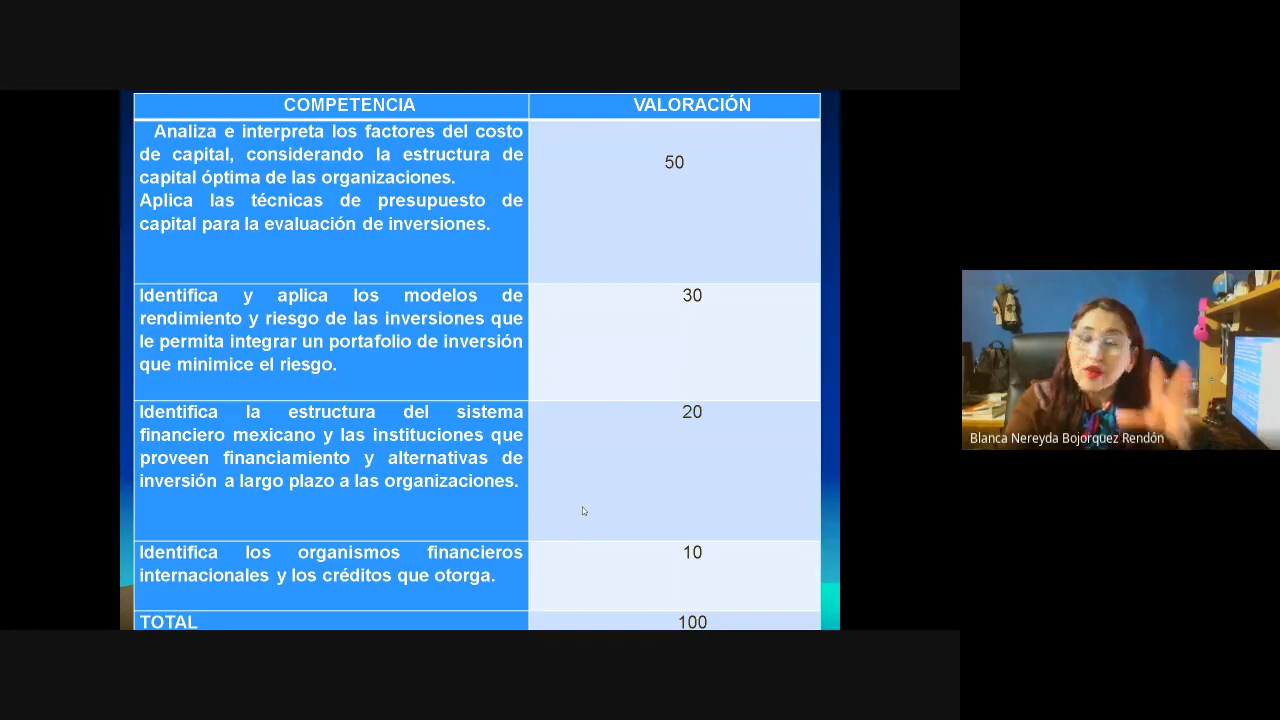 COMPETENCIA VALORACIÓN
Analiza e interpreta los factores del costo
de capital, considerando la estructura de
capital óptima de las organizaciones.
Aplica las técnicas de presupuesto de
capital para la evaluación de inversiones.
50
Identifica y aplica los modelos de
rendimiento y riesgo de las inversiones que
le permita integrar un portafolio de inversión
que minimice el riesgo.
30
Identifica la estructura del sistema
financiero mexicano y las instituciones que
proveen financiamiento y alternativas de
inversión a largo plazo a las organizaciones.
20
Identifica los organismos financieros
internacionales y los créditos que otorga.
10
TOTAL 100
Blanca Nereyda Bojorquez Rendón